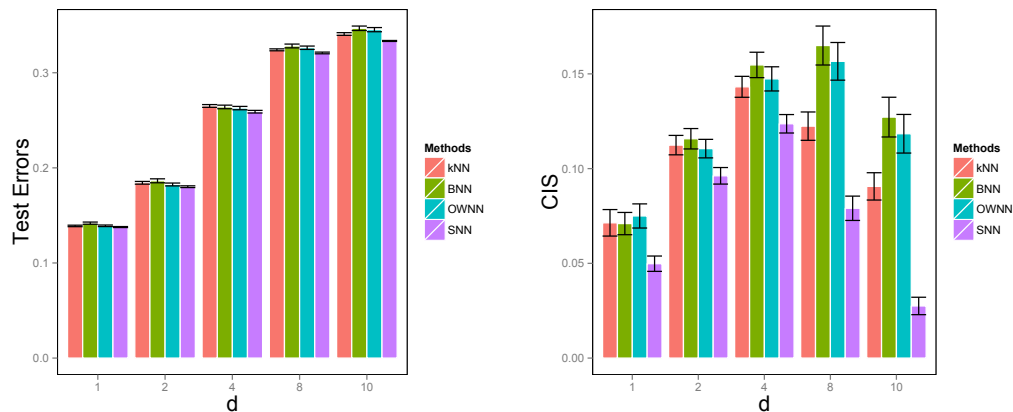 Test Errors
0.3
0.2
0.1
0.0
1 2 4 8 10
d
Methods
kNN
BNN
OWNN
SNN
CIS
0.15
0.10
0.05
0.00
1 2 4 8 10
d
Methods
kNN
BNN
OWNN
SNN